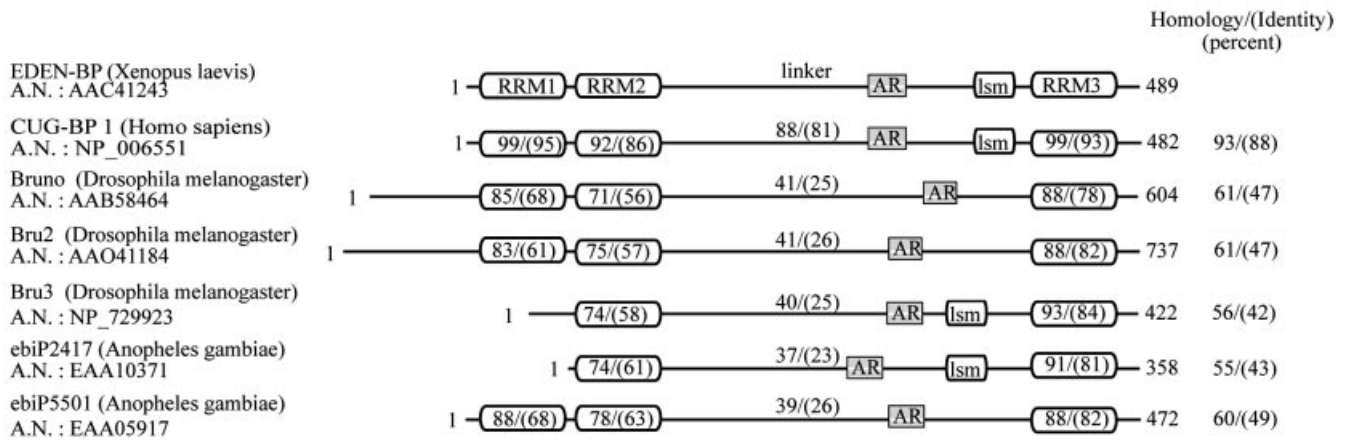 Homology/(Identity)
(percent)
EDEN-BP (Xenopus laevis)
A.N. : AAC41243
1 RRM1 RRM2 linker AR lsm RRM3 489
CUG-BP 1 (Homo sapiens)
A.N. : NP_006551
1 99/(95) 92/(86) 88/(81) AR lsm 99/(93) 482 93/(88)
Bruno (Drosophila melanogaster)
A.N. : AAB58464
1 85/(68) 71/(56) 41/(25) AR 88/(78) 604 61/(47)
Bru2 (Drosophila melanogaster)
A.N. : AAO41184
1 83/(61) 75/(57) 41/(26) AR 88/(82) 737 61/(47)
Bru3 (Drosophila melanogaster)
A.N. : NP_729923
1 74/(58) 40/(25) AR lsm 93/(84) 422 56/(42)
ebiP2417 (Anopheles gambiae)
A.N. : EAA10371
1 74/(61) 37/(23) AR lsm 91/(81) 358 55/(43)
ebiP5501 (Anopheles gambiae)
A.N. : EAA05917
1 88/(68) 78/(63) 39/(26) AR 88/(82) 472 60/(49)